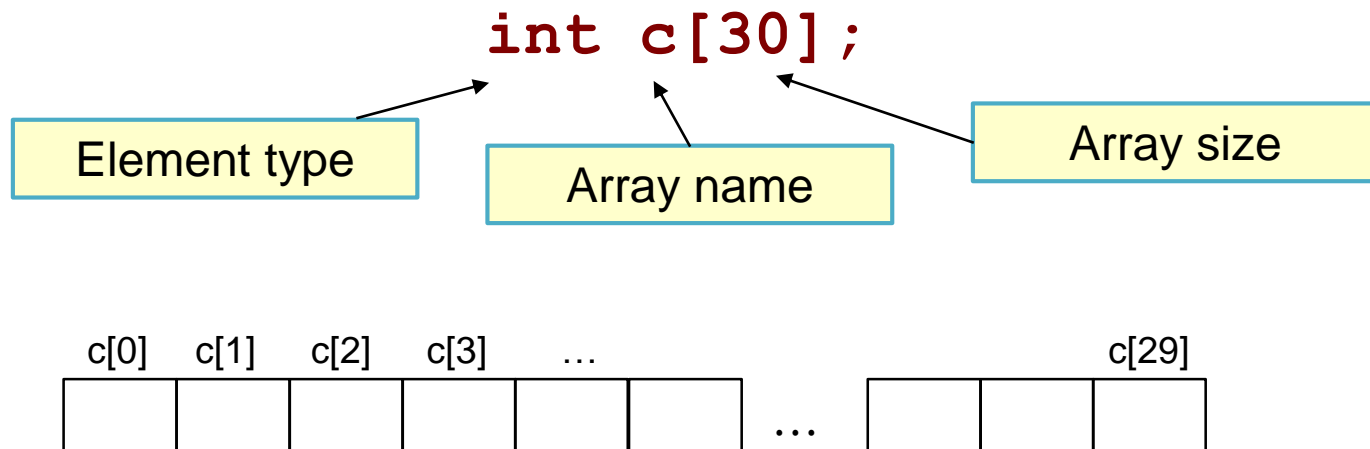 int c[30];
Element type
Array name
Array size
c[0] c[1] c[2] c[3] … c[29]
…